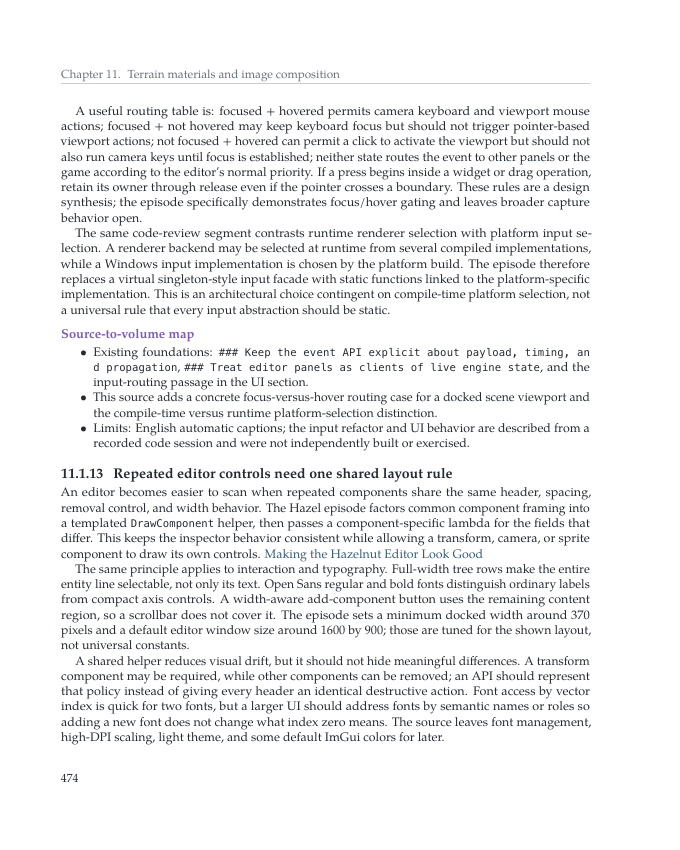 Chapter 11. Terrain materials and image composition
A useful routing table is: focused + hovered permits camera keyboard and viewport mouse
actions; focused + not hovered may keep keyboard focus but should not trigger pointer-based
viewport actions; not focused + hovered can permit a click to activate the viewport but should not
also run camera keys until focus is established; neither state routes the event to other panels or the
game according to the editor's normal priority. If a press begins inside a widget or drag operation,
retain its owner through release even if the pointer crosses a boundary. These rules are a design
synthesis; the episode specifically demonstrates focus/hover gating and leaves broader capture
behavior open.
The same code-review segment contrasts runtime renderer selection with platform input se-
lection. A renderer backend may be selected at runtime from several compiled implementations,
while a Windows input implementation is chosen by the platform build. The episode therefore
replaces a virtual singleton-style input facade with static functions linked to the platform-specific
implementation. This is an architectural choice contingent on compile-time platform selection, not
a universal rule that every input abstraction should be static.
Source-to-volume map
• Existing foundations: ### Keep the event API explicit about payload, timing, an
d propagation, ### Treat editor panels as clients of live engine state, and the
input-routing passage in the UI section.
• This source adds a concrete focus-versus-hover routing case for a docked scene viewport and
the compile-time versus runtime platform-selection distinction.
• Limits: English automatic captions; the input refactor and UI behavior are described from a
recorded code session and were not independently built or exercised.
11.1.13 Repeated editor controls need one shared layout rule
An editor becomes easier to scan when repeated components share the same header, spacing,
removal control, and width behavior. The Hazel episode factors common component framing into
a templated DrawComponent helper, then passes a component-specific lambda for the fields that
differ. This keeps the inspector behavior consistent while allowing a transform, camera, or sprite
component to draw its own controls. Making the Hazelnut Editor Look Good
The same principle applies to interaction and typography. Full-width tree rows make the entire
entity line selectable, not only its text. Open Sans regular and bold fonts distinguish ordinary labels
from compact axis controls. A width-aware add-component button uses the remaining content
region, so a scrollbar does not cover it. The episode sets a minimum docked width around 370
pixels and a default editor window size around 1600 by 900; those are tuned for the shown layout,
not universal constants.
A shared helper reduces visual drift, but it should not hide meaningful differences. A transform
component may be required, while other components can be removed; an API should represent
that policy instead of giving every header an identical destructive action. Font access by vector
index is quick for two fonts, but a larger UI should address fonts by semantic names or roles so
adding a new font does not change what index zero means. The source leaves font management,
high-DPI scaling, light theme, and some default ImGui colors for later.
474